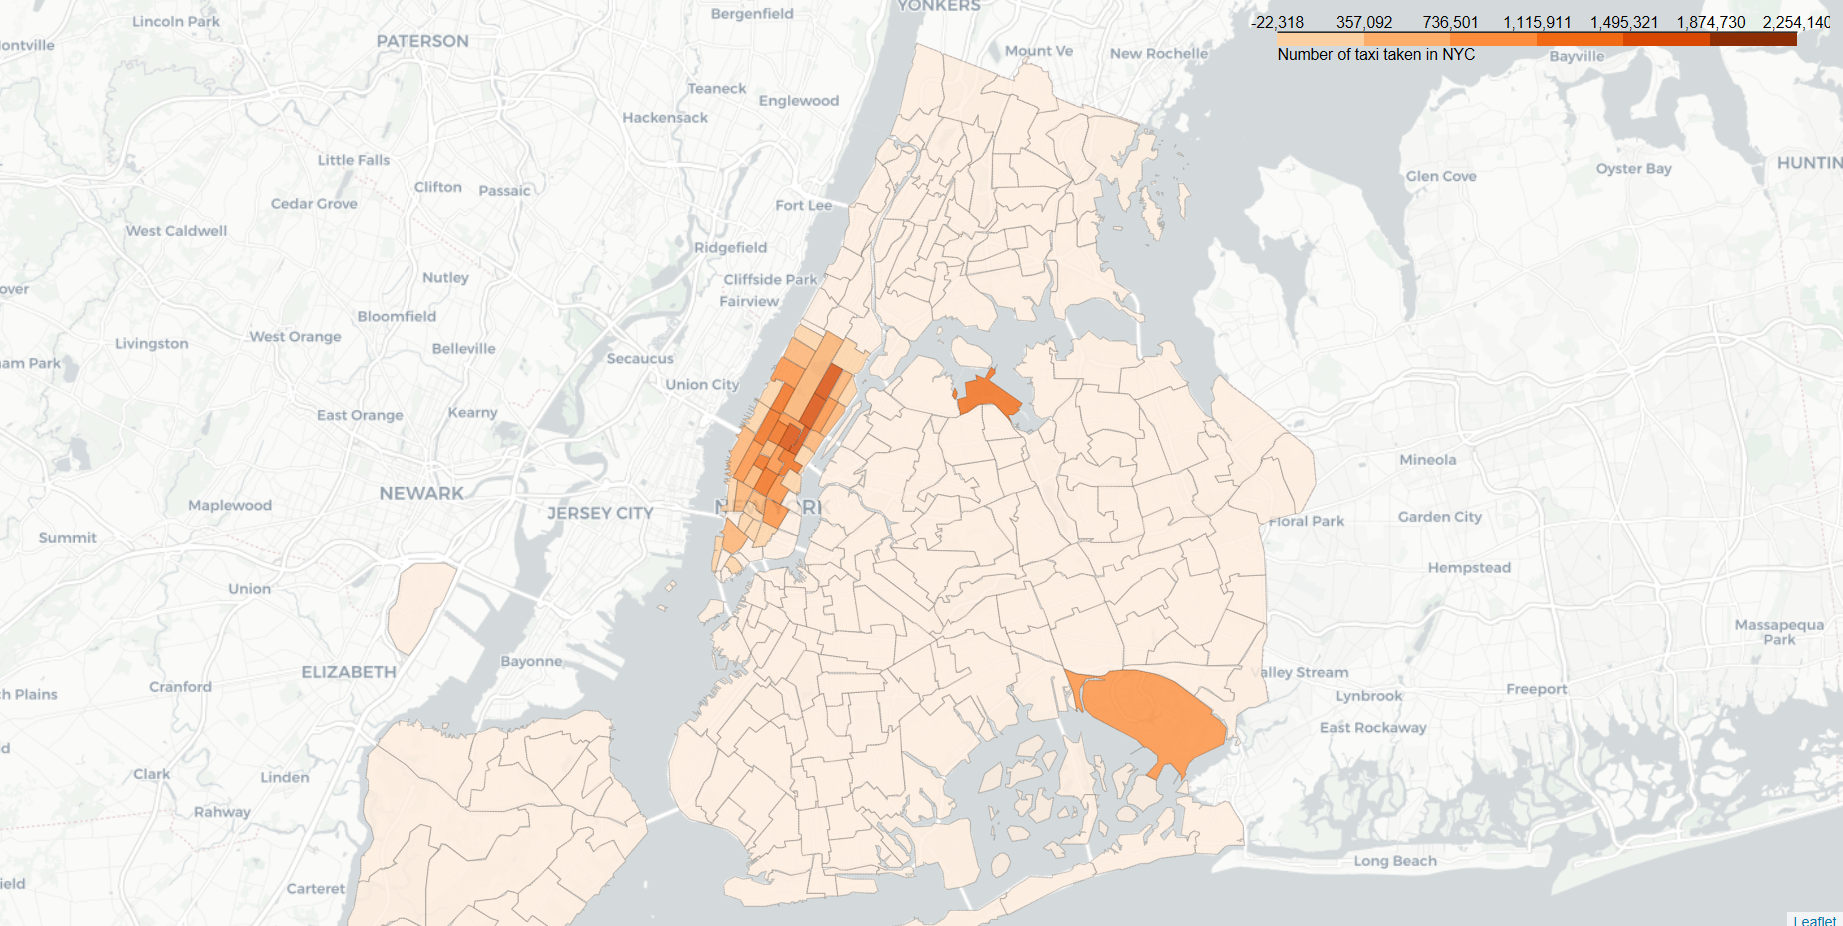 YONKERS
Bergenfield
Lincoln Park
-22,318 357,092 736,501 1,115,911 1,495,321 1,874,730 2,254,140
PATERSON
ontville
Mount Ve
New Rochelle
Number of taxi taken in NYC
Bayville
Teaneck
Englewood
Hackensack
Little Falls
Oyster Bay
HUNTIN
Glen Cove
Clifton
Passaic
Cedar Grove
Fort Lee
West Caldwell
Ridgefield
Nutley
Cliffside Park
over
Fairview
Bloomfield
West Orange
Livingston
Belleville
Secaucus
am Park
Union City
East Orange
Kearny
Mineola
NEWARK
Maplewood
JERSEY CITY
NEW YORK
Floral Park
Garden City
Summit
Hempstead
Union
Massapequa
Park
Bayonne
ELIZABETH
Valley Stream
Cranford
h Plains
Lynbrook
Freeport
East Rockaway
d
Clark
Linden
Rahway
Long Beach
ield
Carteret
Leaflet